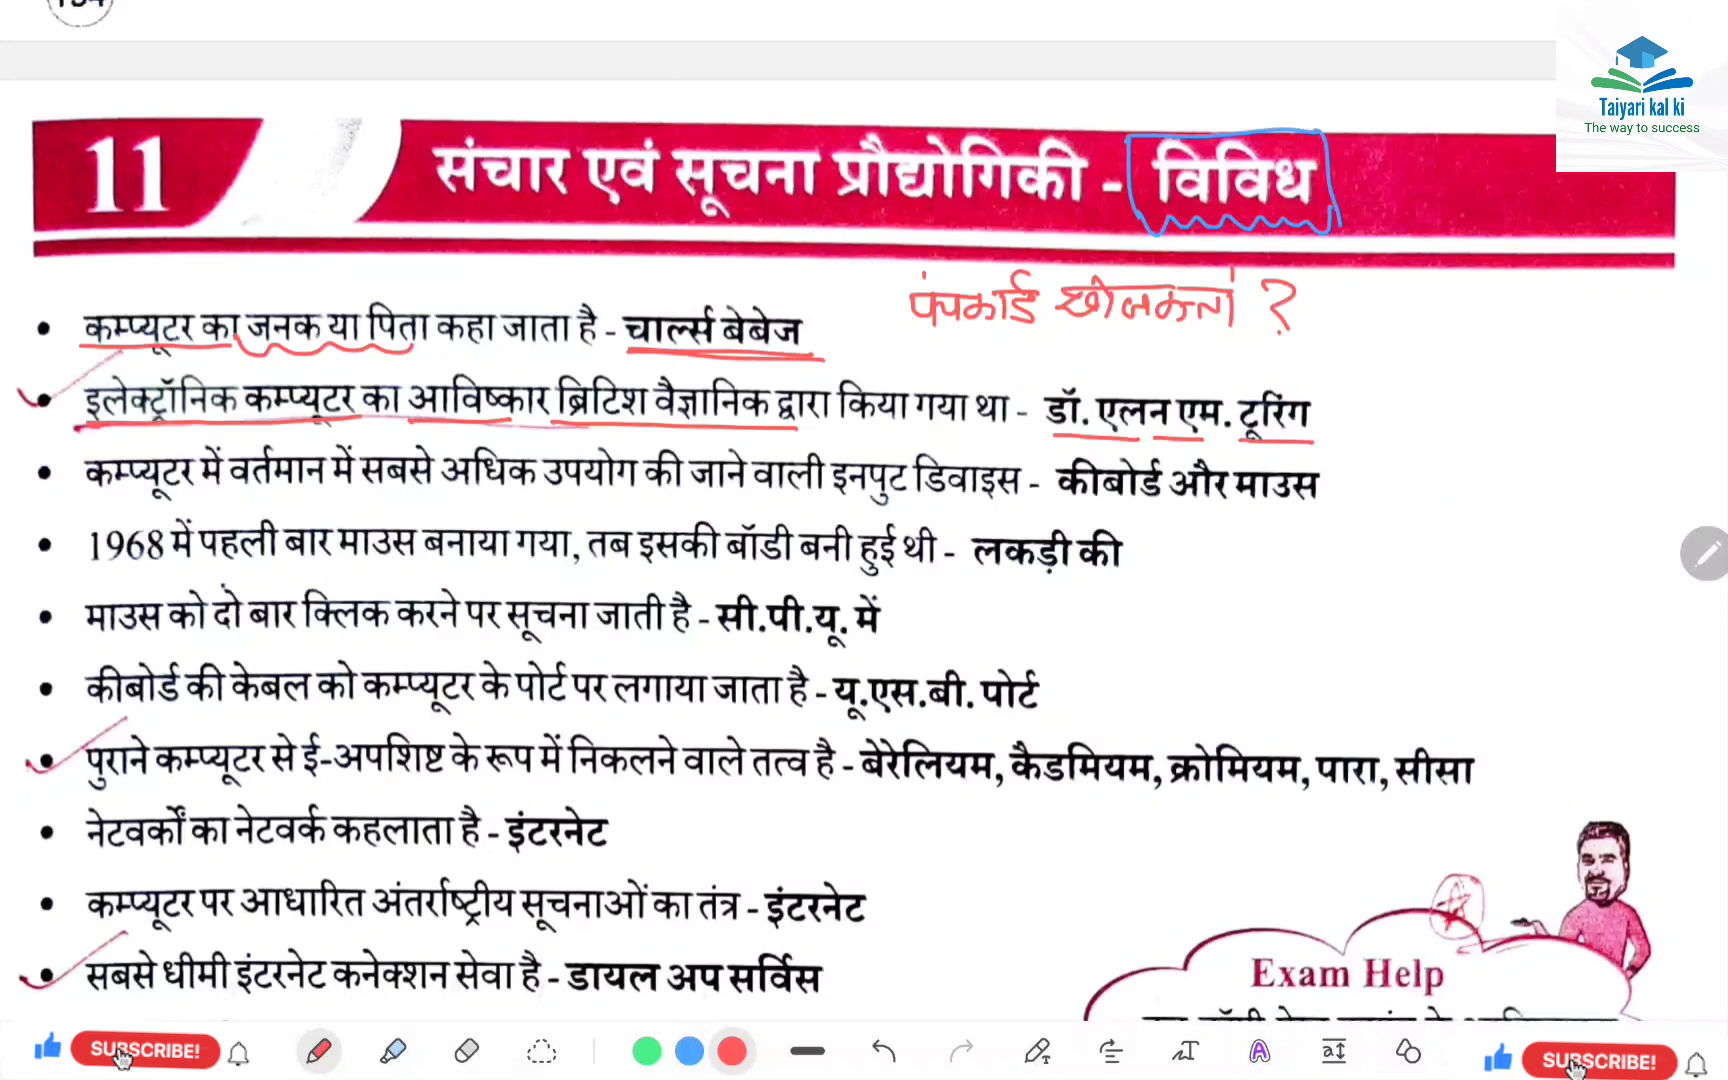 Taiyari kal ki
The way to success
11 संचार एवं सूचना प्रौद्योगिकी - विविध
पंचकार्ड खोजकर्ता ?
• कम्प्यूटर का जनक या पिता कहा जाता है - चार्ल्स बेबेज
• इलेक्ट्रॉनिक कम्प्यूटर का आविष्कार ब्रिटिश वैज्ञानिक द्वारा किया गया था - डॉ. एलन एम. टूरिंग
• कम्प्यूटर में वर्तमान में सबसे अधिक उपयोग की जाने वाली इनपुट डिवाइस - कीबोर्ड और माउस
• 1968 में पहली बार माउस बनाया गया, तब इसकी बॉडी बनी हुई थी - लकड़ी की
• माउस को दो बार क्लिक करने पर सूचना जाती है - सी.पी.यू. में
• कीबोर्ड की केबल को कम्प्यूटर के पोर्ट पर लगाया जाता है - यू.एस.बी. पोर्ट
• पुराने कम्प्यूटर से ई-अपशिष्ट के रूप में निकलने वाले तत्व है - बेरेलियम, कैडमियम, क्रोमियम, पारा, सीसा
• नेटवर्कों का नेटवर्क कहलाता है - इंटरनेट
• कम्प्यूटर पर आधारित अंतर्राष्ट्रीय सूचनाओं का तंत्र - इंटरनेट
• सबसे धीमी इंटरनेट कनेक्शन सेवा है - डायल अप सर्विस
Exam Help
SUBSCRIBE!
SUBSCRIBE!